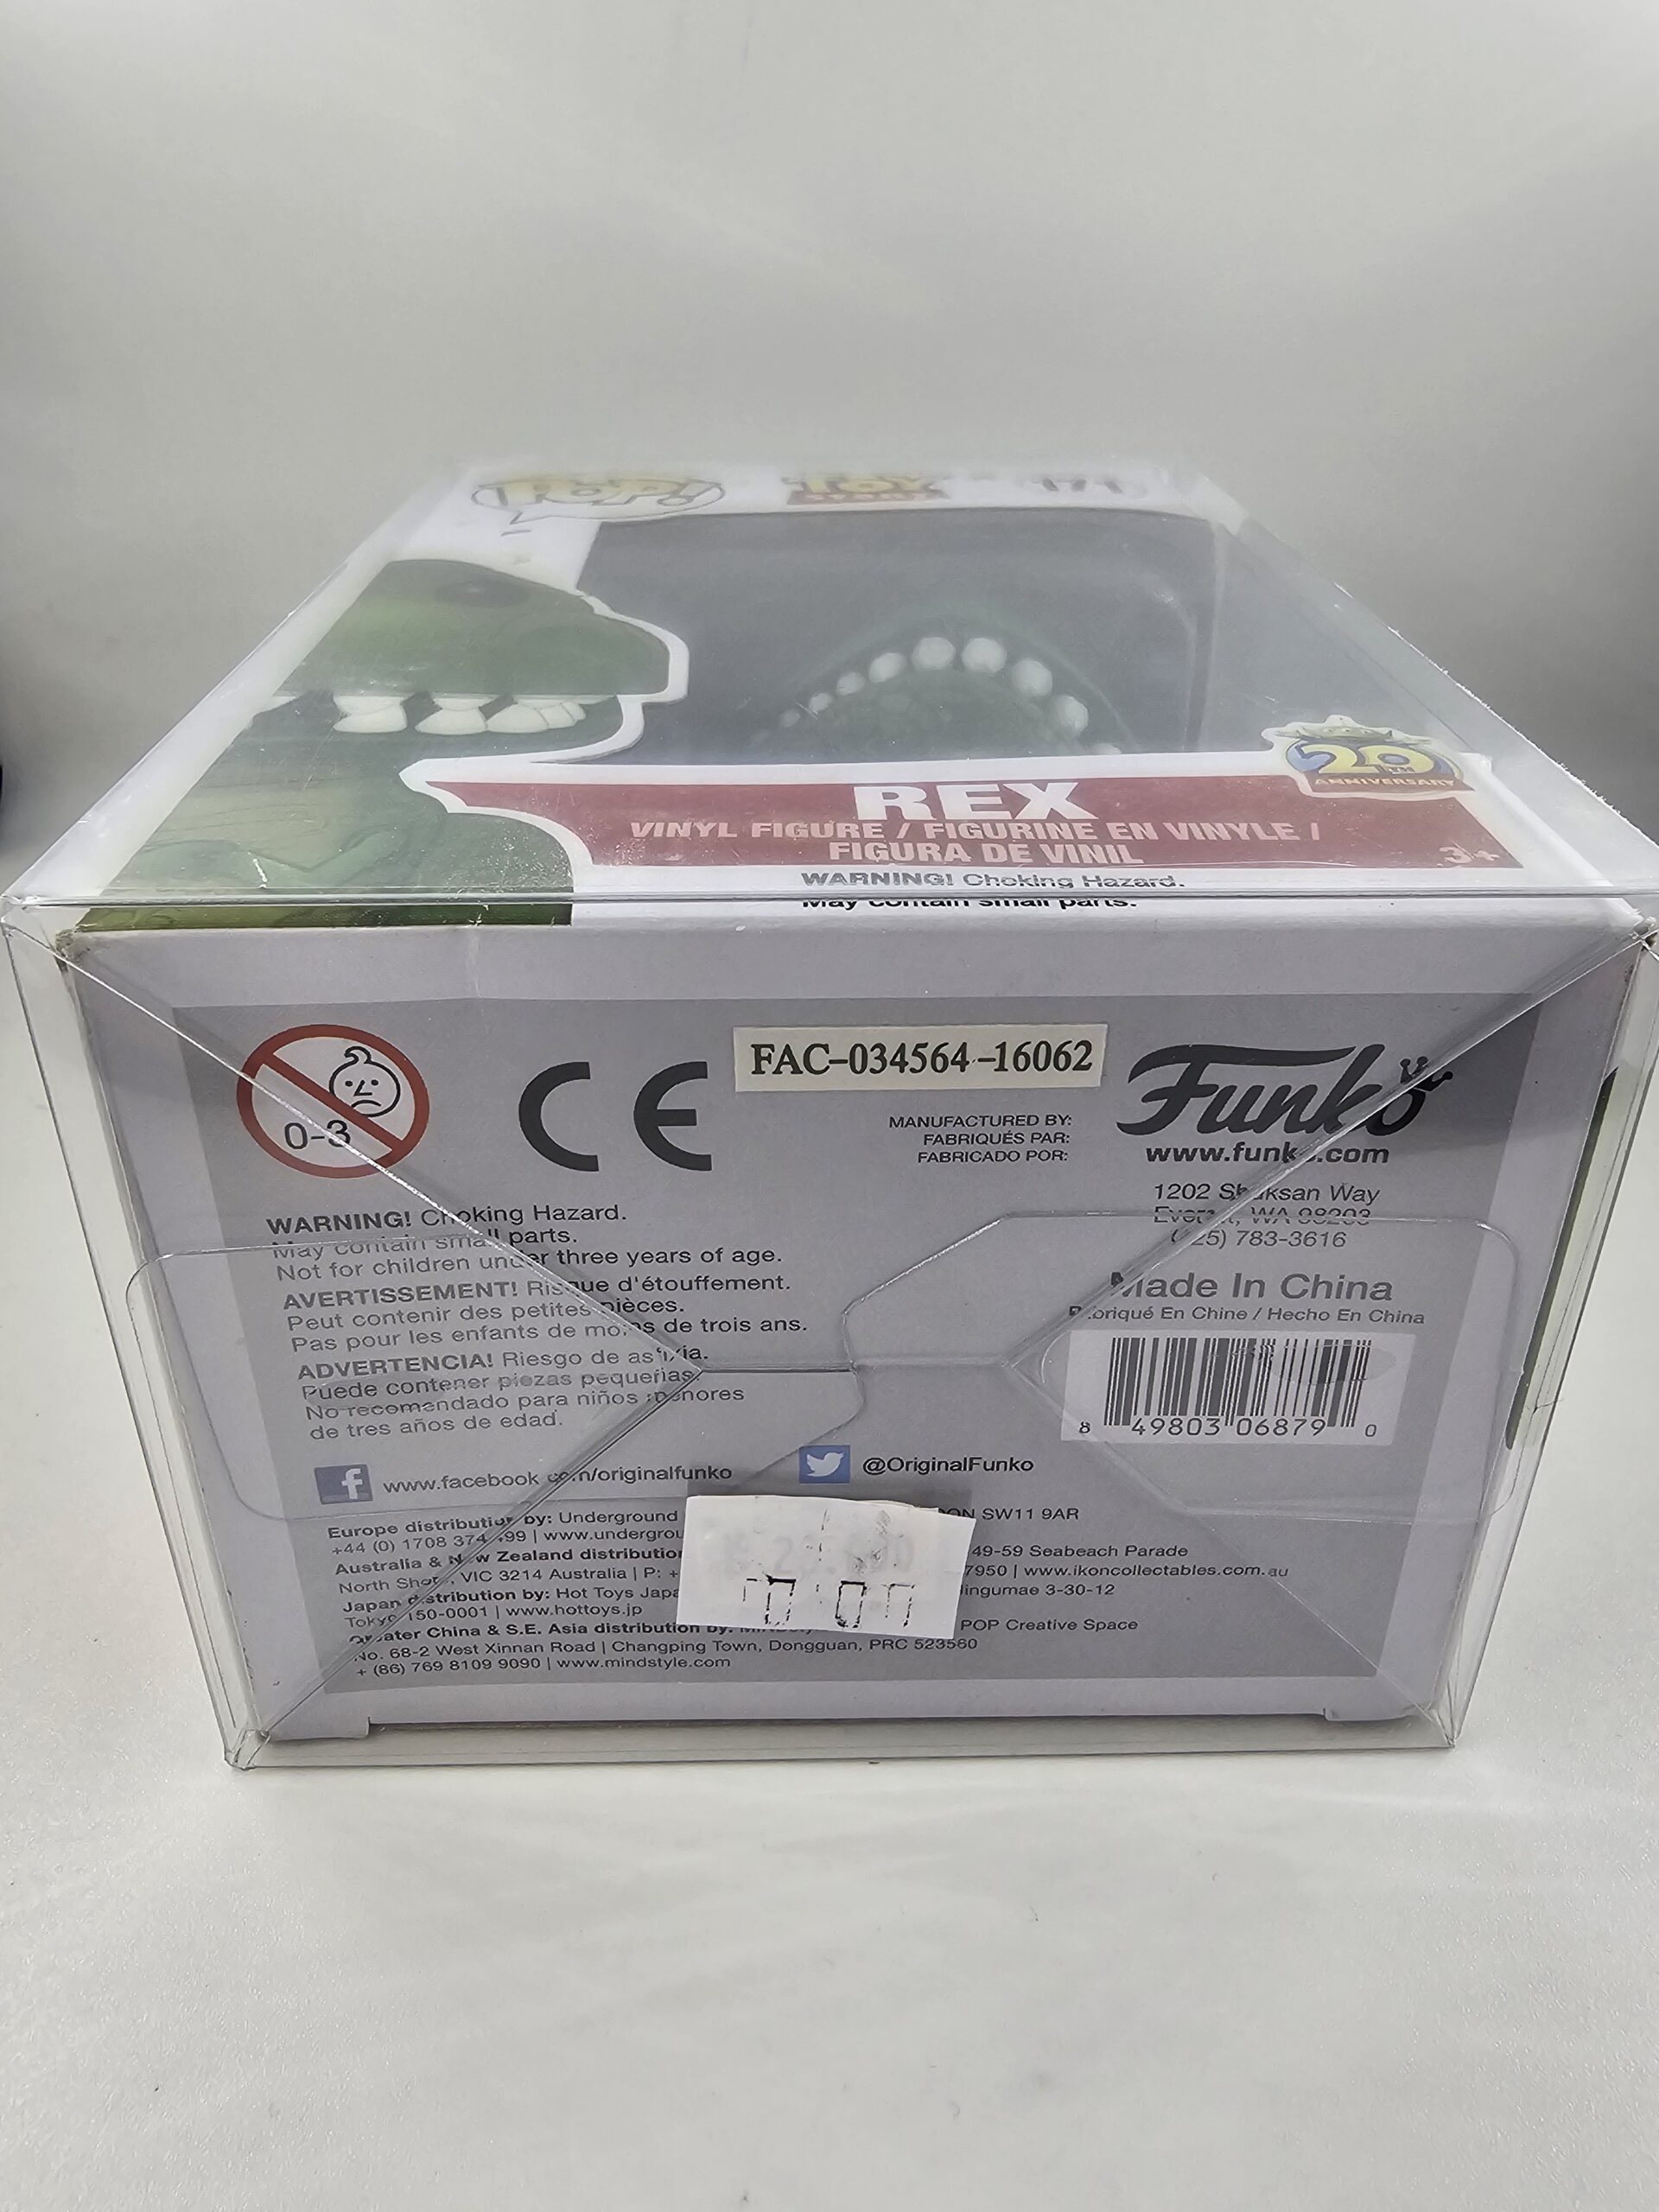 POP!
TOY STORY
171
20TH
ANNIVERSARY
REX
VINYL FIGURE / FIGURINE EN VINYLE /
FIGURA DE VINIL
3+
WARNING! Choking Hazard.
May contain small parts.
0-3
CE
FAC-034564-16062
MANUFACTURED BY:
FABRIQUÉS PAR:
FABRICADO POR:
Funko
www.funko.com
1202 Shuksan Way
Everett, WA 98203
(425) 783-3616
Made In China
Fabriqué En Chine / Hecho En China
8 49803 06879 0
WARNING! Choking Hazard.
May contain small parts.
Not for children under three years of age.
AVERTISSEMENT! Risque d'étouffement.
Peut contenir des petites pièces.
Pas pour les enfants de moins de trois ans.
ADVERTENCIA! Riesgo de asfixia.
Puede contener piezas pequeñas.
No recomendado para niños menores
de tres años de edad.
www.facebook.com/originalfunko
@OriginalFunko
Europe distribution by: Underground SW11 9AR
+44 (0) 1708 374 www.
Australia & New Zealand distribution 49-59 Seabeach Parade
North Shore, VIC 3214 Australia | P: + 7950 | www.ikoncollectables.com.au
Japan distribution by: Hot Toys 3-30-12
Tokyo 150-0001 | www.hottoys.jp
Greater China & S.E. Asia distribution by: POP Creative Space
No. 68-2 West Xinnan Road | Changping Town, Dongguan, PRC 523560
+ (86) 769 8109 9090 | www.mindstyle.com